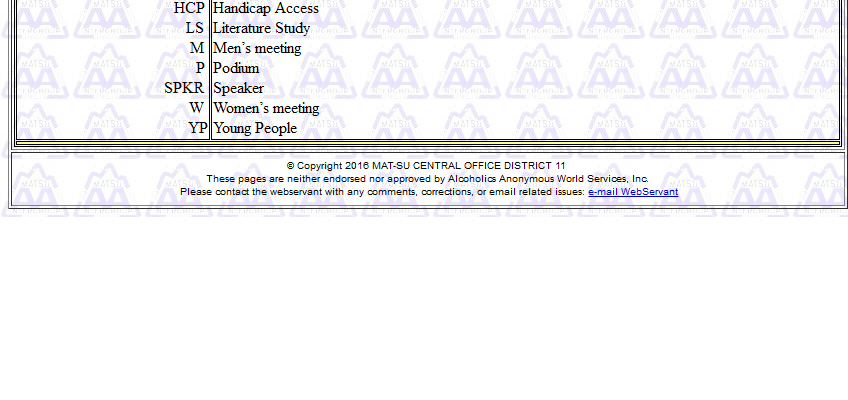 HCP Handicap Access
LS Literature Study
M Men's meeting
P Podium
SPKR Speaker
W Women's meeting
YP Young People
© Copyright 2016 MAT-SU CENTRAL OFFICE DISTRICT 11
These pages are neither endorsed nor approved by Alcoholics Anonymous World Services, Inc.
Please contact the webservant with any comments, corrections, or email related issues: e-mail WebServant